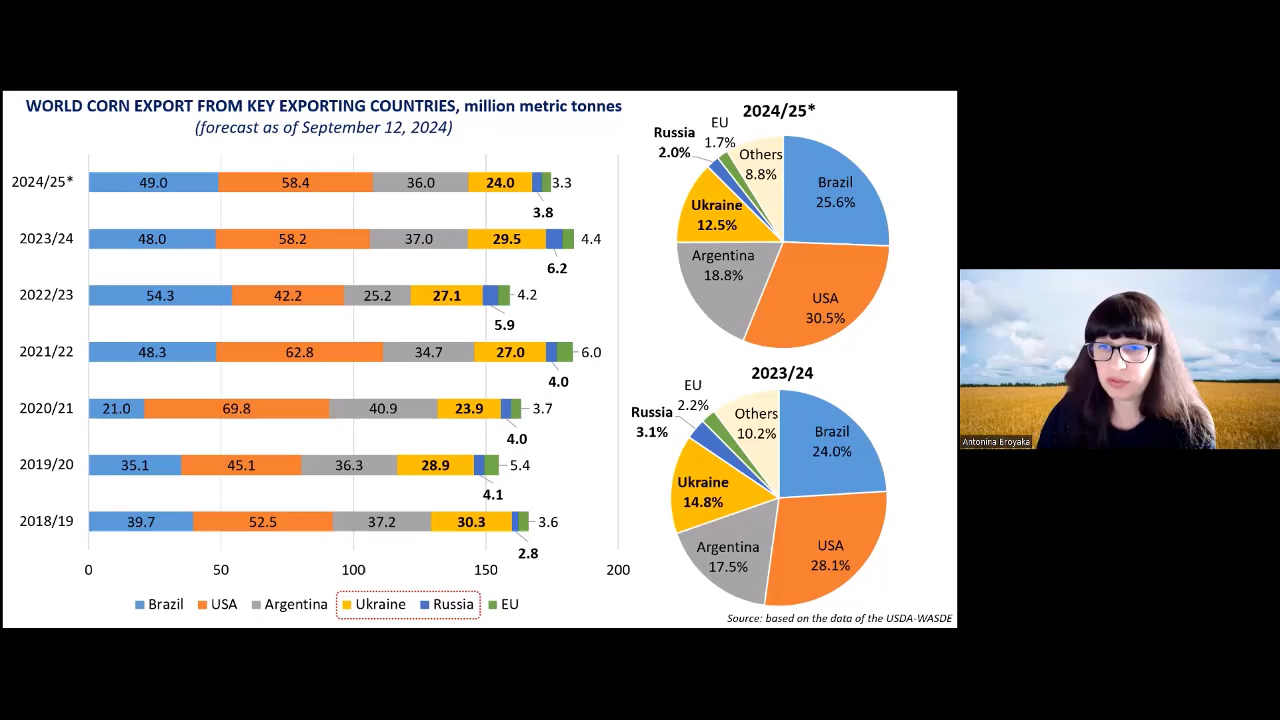 WORLD CORN EXPORT FROM KEY EXPORTING COUNTRIES, million metric tonnes
(forecast as of September 12, 2024)
2024/25*
49.0
58.4
36.0
24.0
3.3
3.8
2023/24
48.0
58.2
37.0
29.5
4.4
6.2
2022/23
54.3
42.2
25.2
27.1
4.2
5.9
2021/22
48.3
62.8
34.7
27.0
6.0
4.0
2020/21
21.0
69.8
40.9
23.9
3.7
4.0
2019/20
35.1
45.1
36.3
28.9
5.4
4.1
2018/19
39.7
52.5
37.2
30.3
3.6
2.8
0
50
100
150
200
Brazil
USA
Argentina
Ukraine
Russia
EU
2024/25*
EU
1.7%
Russia
2.0%
Others
8.8%
Brazil
25.6%
Ukraine
12.5%
Argentina
18.8%
USA
30.5%
2023/24
EU
2.2%
Russia
3.1%
Others
10.2%
Brazil
24.0%
Ukraine
14.8%
Argentina
17.5%
USA
28.1%
Source: based on the data of the USDA-WASDE
Antonina Broyaka